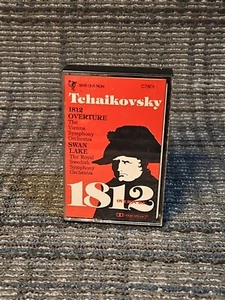 Tchaikovsky
1812
OVERTURE
The
Vienna
Symphony
Orchestra
SWAN
LAKE
The Royal
Swedish
Symphony
Orchestra
1812